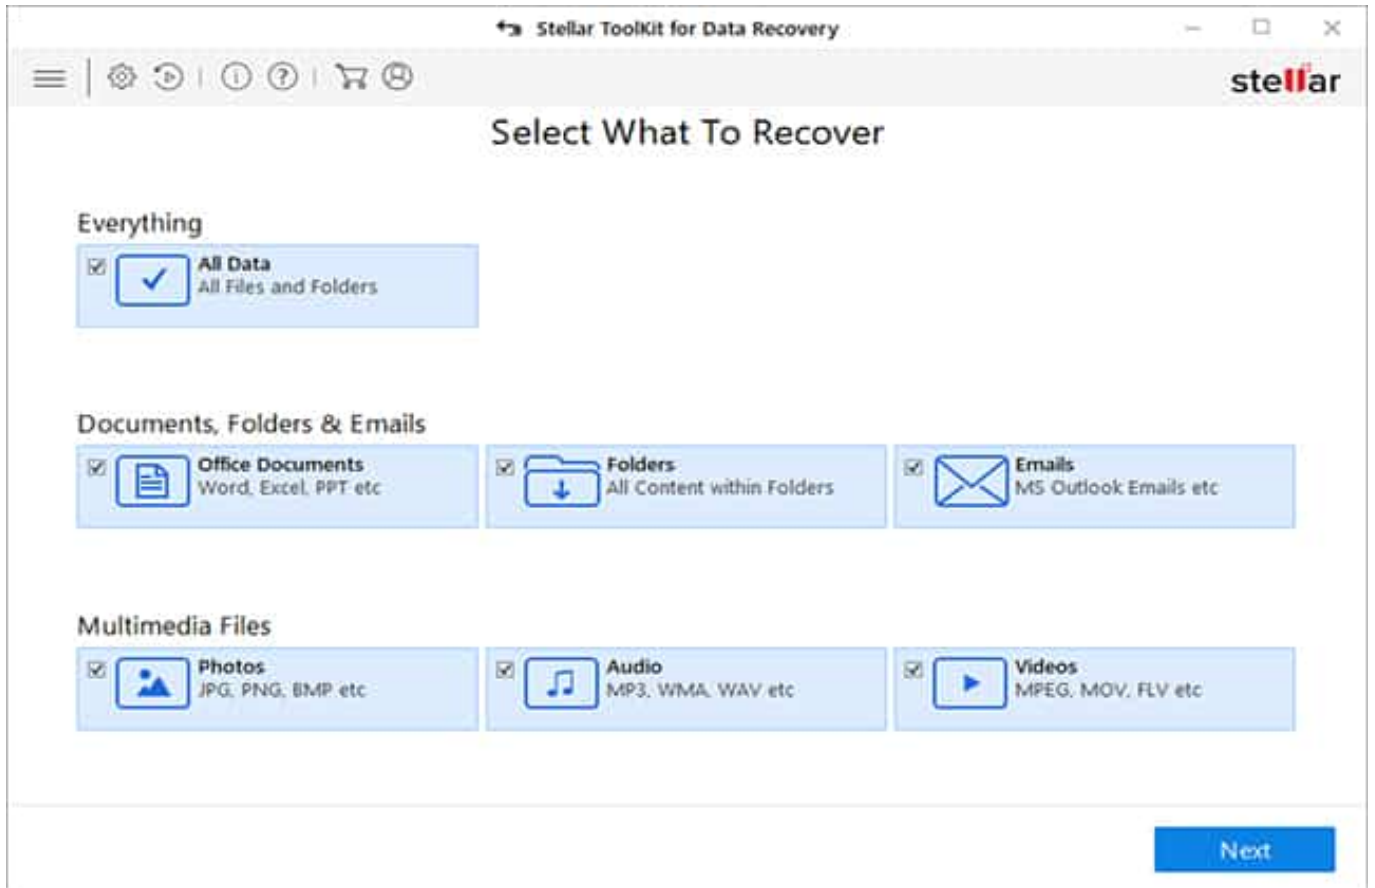 Stellar ToolKit for Data Recovery
stellar
Select What To Recover
Everything
All Data
All Files and Folders
Documents, Folders & Emails
Office Documents
Word, Excel, PPT etc
Folders
All Content within Folders
Emails
MS Outlook Emails etc
Multimedia Files
Photos
JPG, PNG, BMP etc
Audio
MP3, WMA, WAV etc
Videos
MPEG, MOV, FLV etc
Next